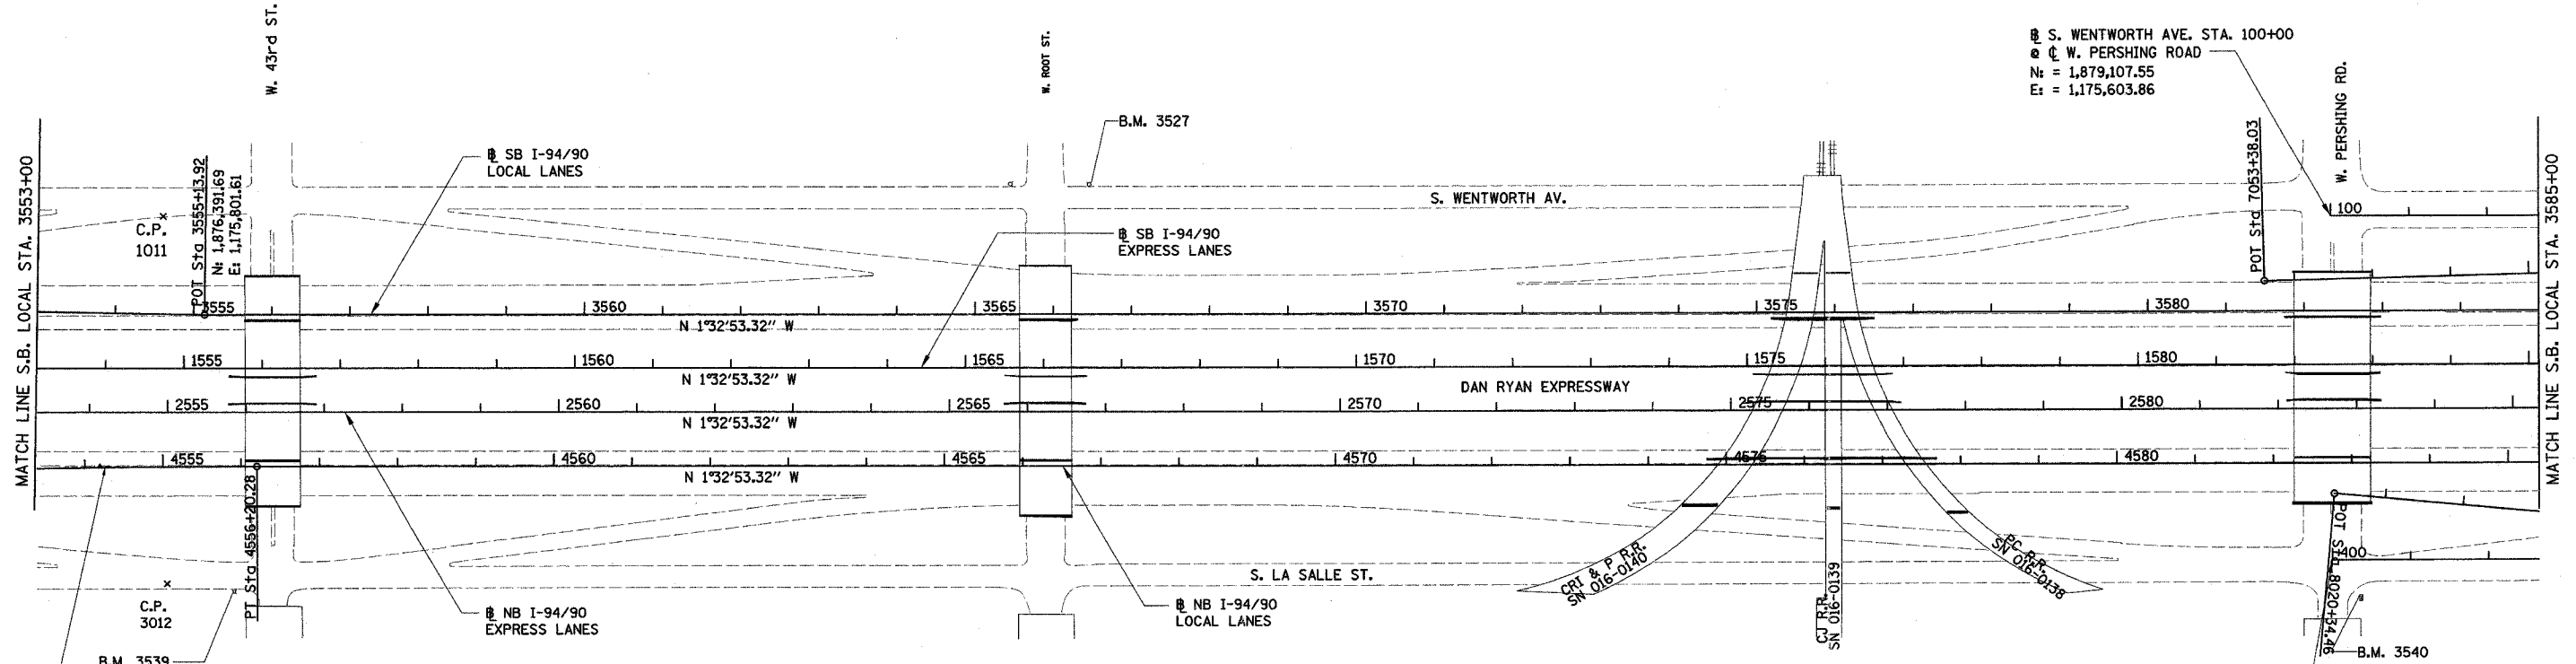 W. 43rd ST.
W. ROOT ST.
B.M. 3527
℄ S. WENTWORTH AVE. STA. 100+00
@ ℄ W. PERSHING ROAD
N: = 1,879,107.55
E: = 1,175,603.86
W. PERSHING RD.
MATCH LINE S.B. LOCAL STA. 3553+00
C.P.
1011
POT Sta 3555+13.92
N: 1,876,391.69
E: 1,175,801.61
℄ SB I-94/90
LOCAL LANES
S. WENTWORTH AV.
℄ SB I-94/90
EXPRESS LANES
POT Sta 7053+38.03
100
MATCH LINE S.B. LOCAL STA. 3585+00
3555 3560 3565 3570 3575 3580
N 1°32'53.32" W
1555 1560 1565 1570 1575 1580
N 1°32'53.32" W
DAN RYAN EXPRESSWAY
2555 2560 2565 2570 2575 2580
N 1°32'53.32" W
4555 4560 4565 4570 4575 4580
N 1°32'53.32" W
PT Sta 4556+20.28
C.P.
3012
B.M. 3539
℄ NB I-94/90
EXPRESS LANES
℄ NB I-94/90
LOCAL LANES
S. LA SALLE ST.
CRT & P R.R.
SN 016-0140
CJ R.R.
SN 016-0139
PC R.R.
SN 016-0138
POT Sta 8020+34.46
400
B.M. 3540